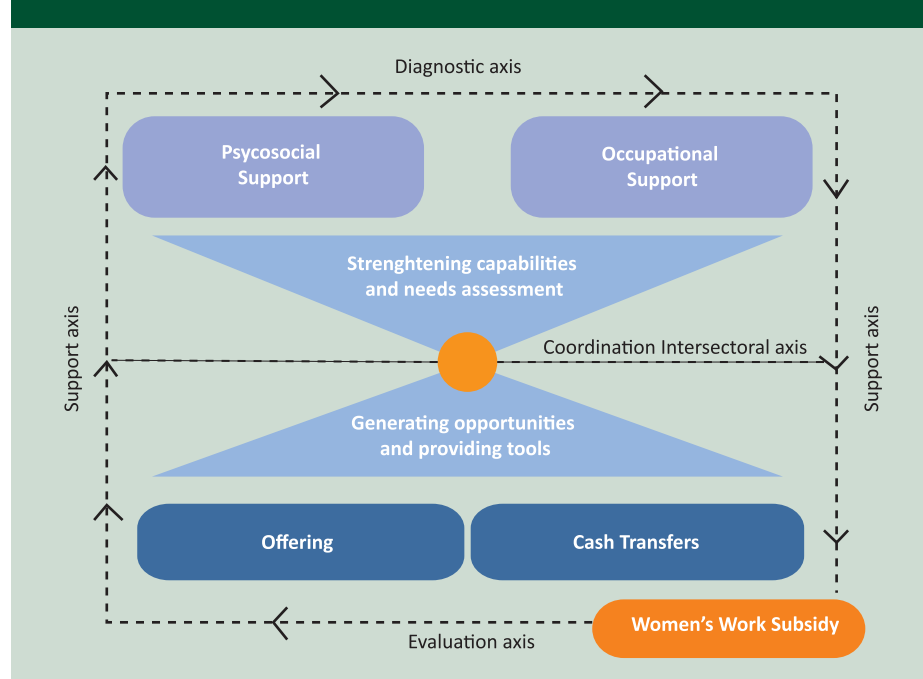 Diagnostic axis
Psycosocial
Support
Occupational
Support
Strenghtening capabilities
and needs assessment
Support axis
Coordination Intersectoral axis
Support axis
Generating opportunities
and providing tools
Offering
Cash Transfers
Women's Work Subsidy
Evaluation axis